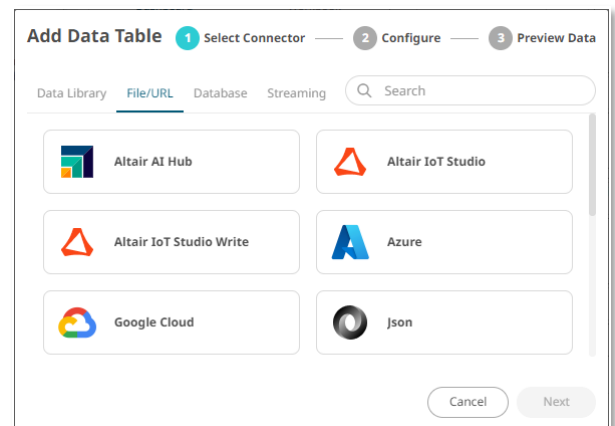 Add Data Table 1 Select Connector 2 Configure 3 Preview Data
Data Library File/URL Database Streaming Search
Altair AI Hub Altair IoT Studio
Altair IoT Studio Write Azure
Google Cloud Json
Cancel Next